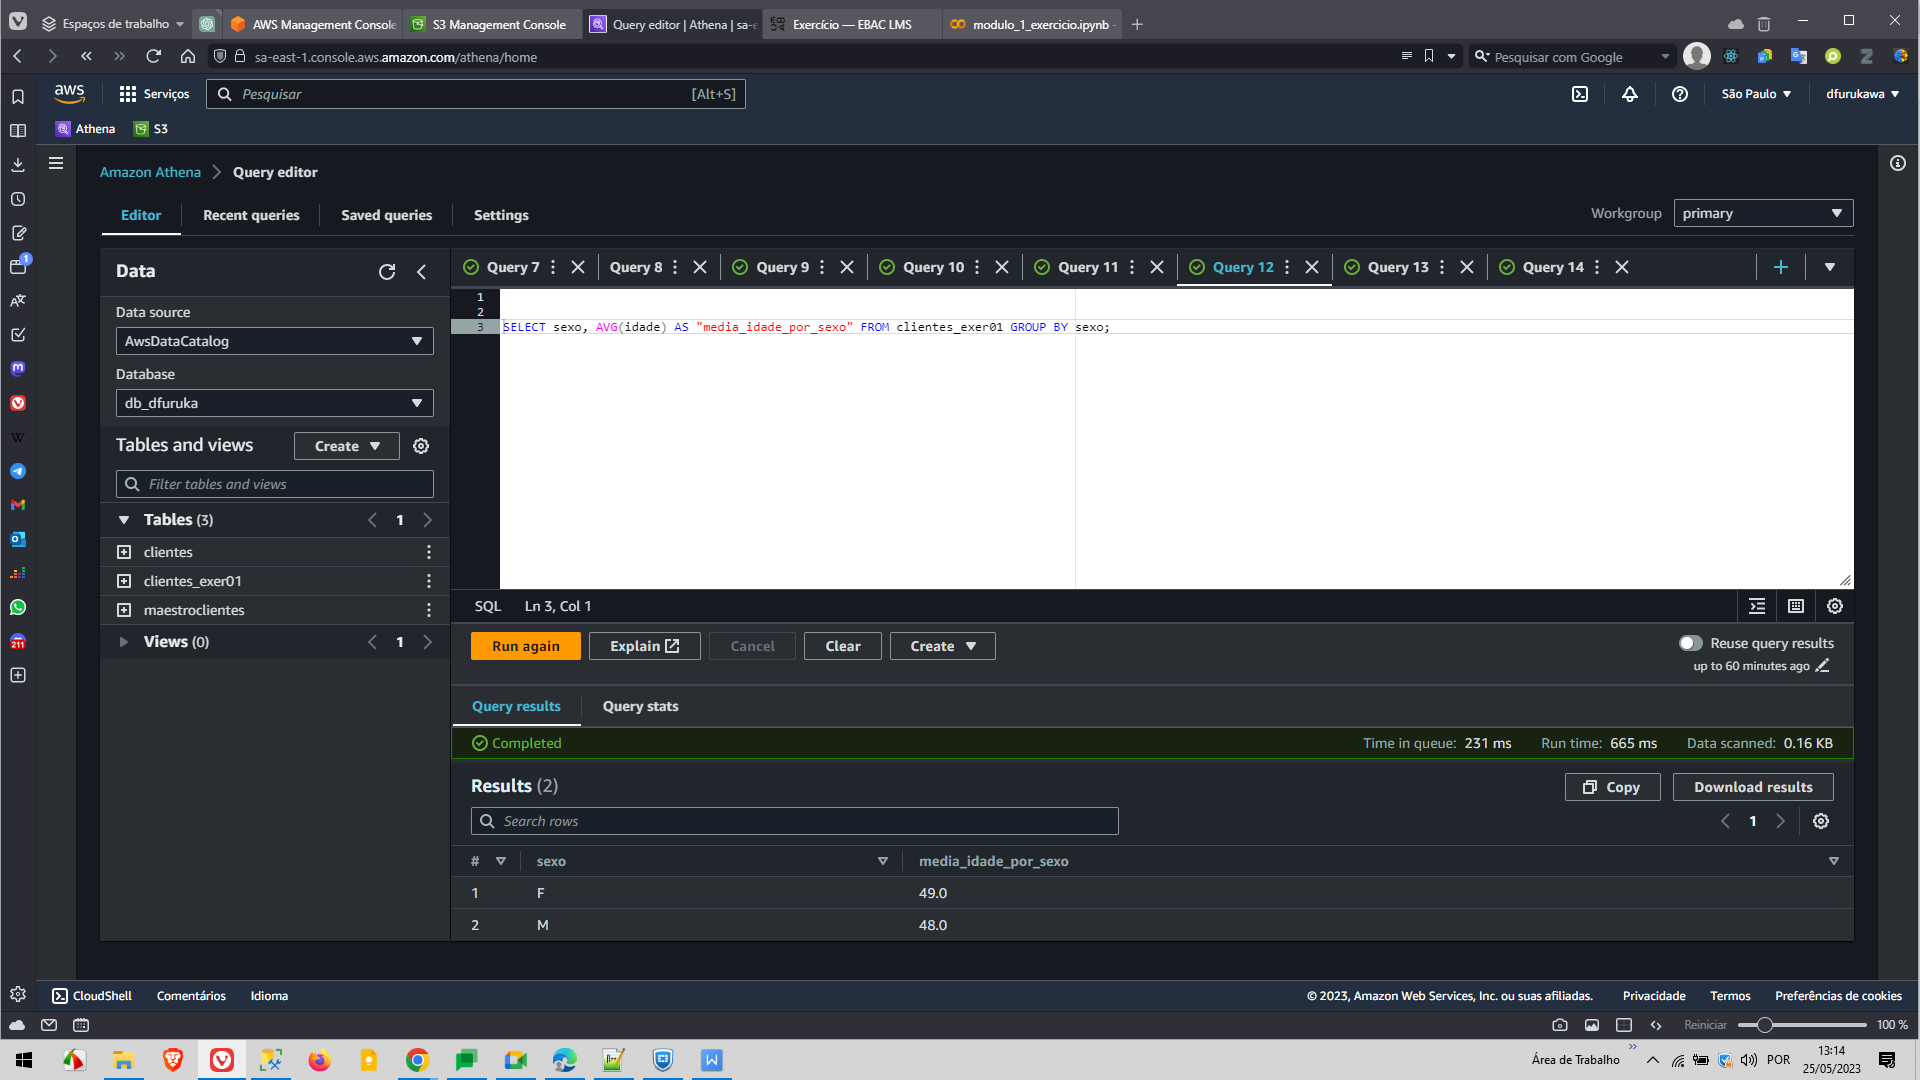 Espaços de trabalho
AWS Management Console
S3 Management Console
Query editor | Athena | sa-e
Exercício — EBAC LMS
modulo_1_exercicio.ipynb -
sa-east-1.console.aws.amazon.com/athena/home
Pesquisar com Google
aws
Serviços
Pesquisar
[Alt+S]
São Paulo
dfurukawa
Athena
S3
Amazon Athena
Query editor
Editor
Recent queries
Saved queries
Settings
Workgroup
primary
Data
Data source
AwsDataCatalog
Database
db_dfuruka
Tables and views
Create
Filter tables and views
Tables (3)
1
clientes
clientes_exer01
maestroclientes
Views (0)
1
Query 7
Query 8
Query 9
Query 10
Query 11
Query 12
Query 13
Query 14
1
2
3
SELECT sexo, AVG(idade) AS "media_idade_por_sexo" FROM clientes_exer01 GROUP BY sexo;
SQL
Ln 3, Col 1
Run again
Explain
Cancel
Clear
Create
Reuse query results
up to 60 minutes ago
Query results
Query stats
Completed
Time in queue: 231 ms
Run time: 665 ms
Data scanned: 0.16 KB
Results (2)
Copy
Download results
Search rows
1
# sexo media_idade_por_sexo
1 F 49.0
2 M 48.0
CloudShell
Comentários
Idioma
© 2023, Amazon Web Services, Inc. ou suas afiliadas.
Privacidade
Termos
Preferências de cookies
Reiniciar
100 %
Área de Trabalho
POR
13:14
25/05/2023
1
211